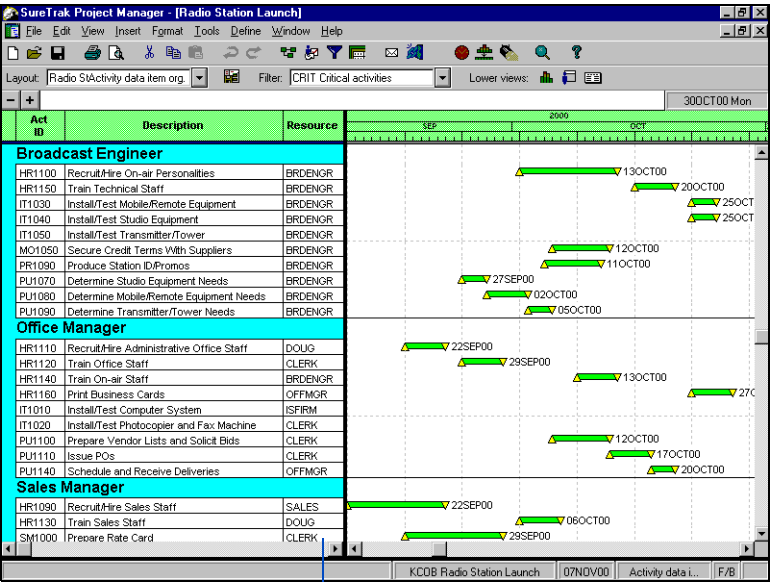 SureTrak Project Manager - [Radio Station Launch]
File Edit View Insert Format Tools Define Window Help
Layout: Radio StActivity data item org. Filter: CRIT Critical activities Lower views:
- + 30OCT00 Mon
Act ID Description Resource 2000 SEP OCT
Broadcast Engineer
HR1100 Recruit/Hire On-air Personalities BRDENGR 13OCT00
HR1150 Train Technical Staff BRDENGR 20OCT00
IT1030 Install/Test Mobile/Remote Equipment BRDENGR 25OCT
IT1040 Install/Test Studio Equipment BRDENGR 25OCT
IT1050 Install/Test Transmitter/Tower BRDENGR
MO1050 Secure Credit Terms With Suppliers BRDENGR 12OCT00
PR1090 Produce Station ID/Promos BRDENGR 11OCT00
PU1070 Determine Studio Equipment Needs BRDENGR 27SEP00
PU1080 Determine Mobile/Remote Equipment Needs BRDENGR 02OCT00
PU1090 Determine Transmitter/Tower Needs BRDENGR 05OCT00
Office Manager
HR1110 Recruit/Hire Administrative Office Staff DOUG 22SEP00
HR1120 Train Office Staff CLERK 29SEP00
HR1140 Train On-air Staff BRDENGR 13OCT00
HR1160 Print Business Cards OFFMGR 27O
IT1010 Install/Test Computer System ISFIRM
IT1020 Install/Test Photocopier and Fax Machine CLERK
PU1100 Prepare Vendor Lists and Solicit Bids CLERK 12OCT00
PU1110 Issue POs CLERK 17OCT00
PU1140 Schedule and Receive Deliveries OFFMGR 20OCT00
Sales Manager
HR1090 Recruit/Hire Sales Staff SALES 22SEP00
HR1130 Train Sales Staff DOUG 06OCT00
SM1000 Prepare Rate Card CLERK 29SEP00
KCOB Radio Station Launch 07NOV00 Activity data i... F/B